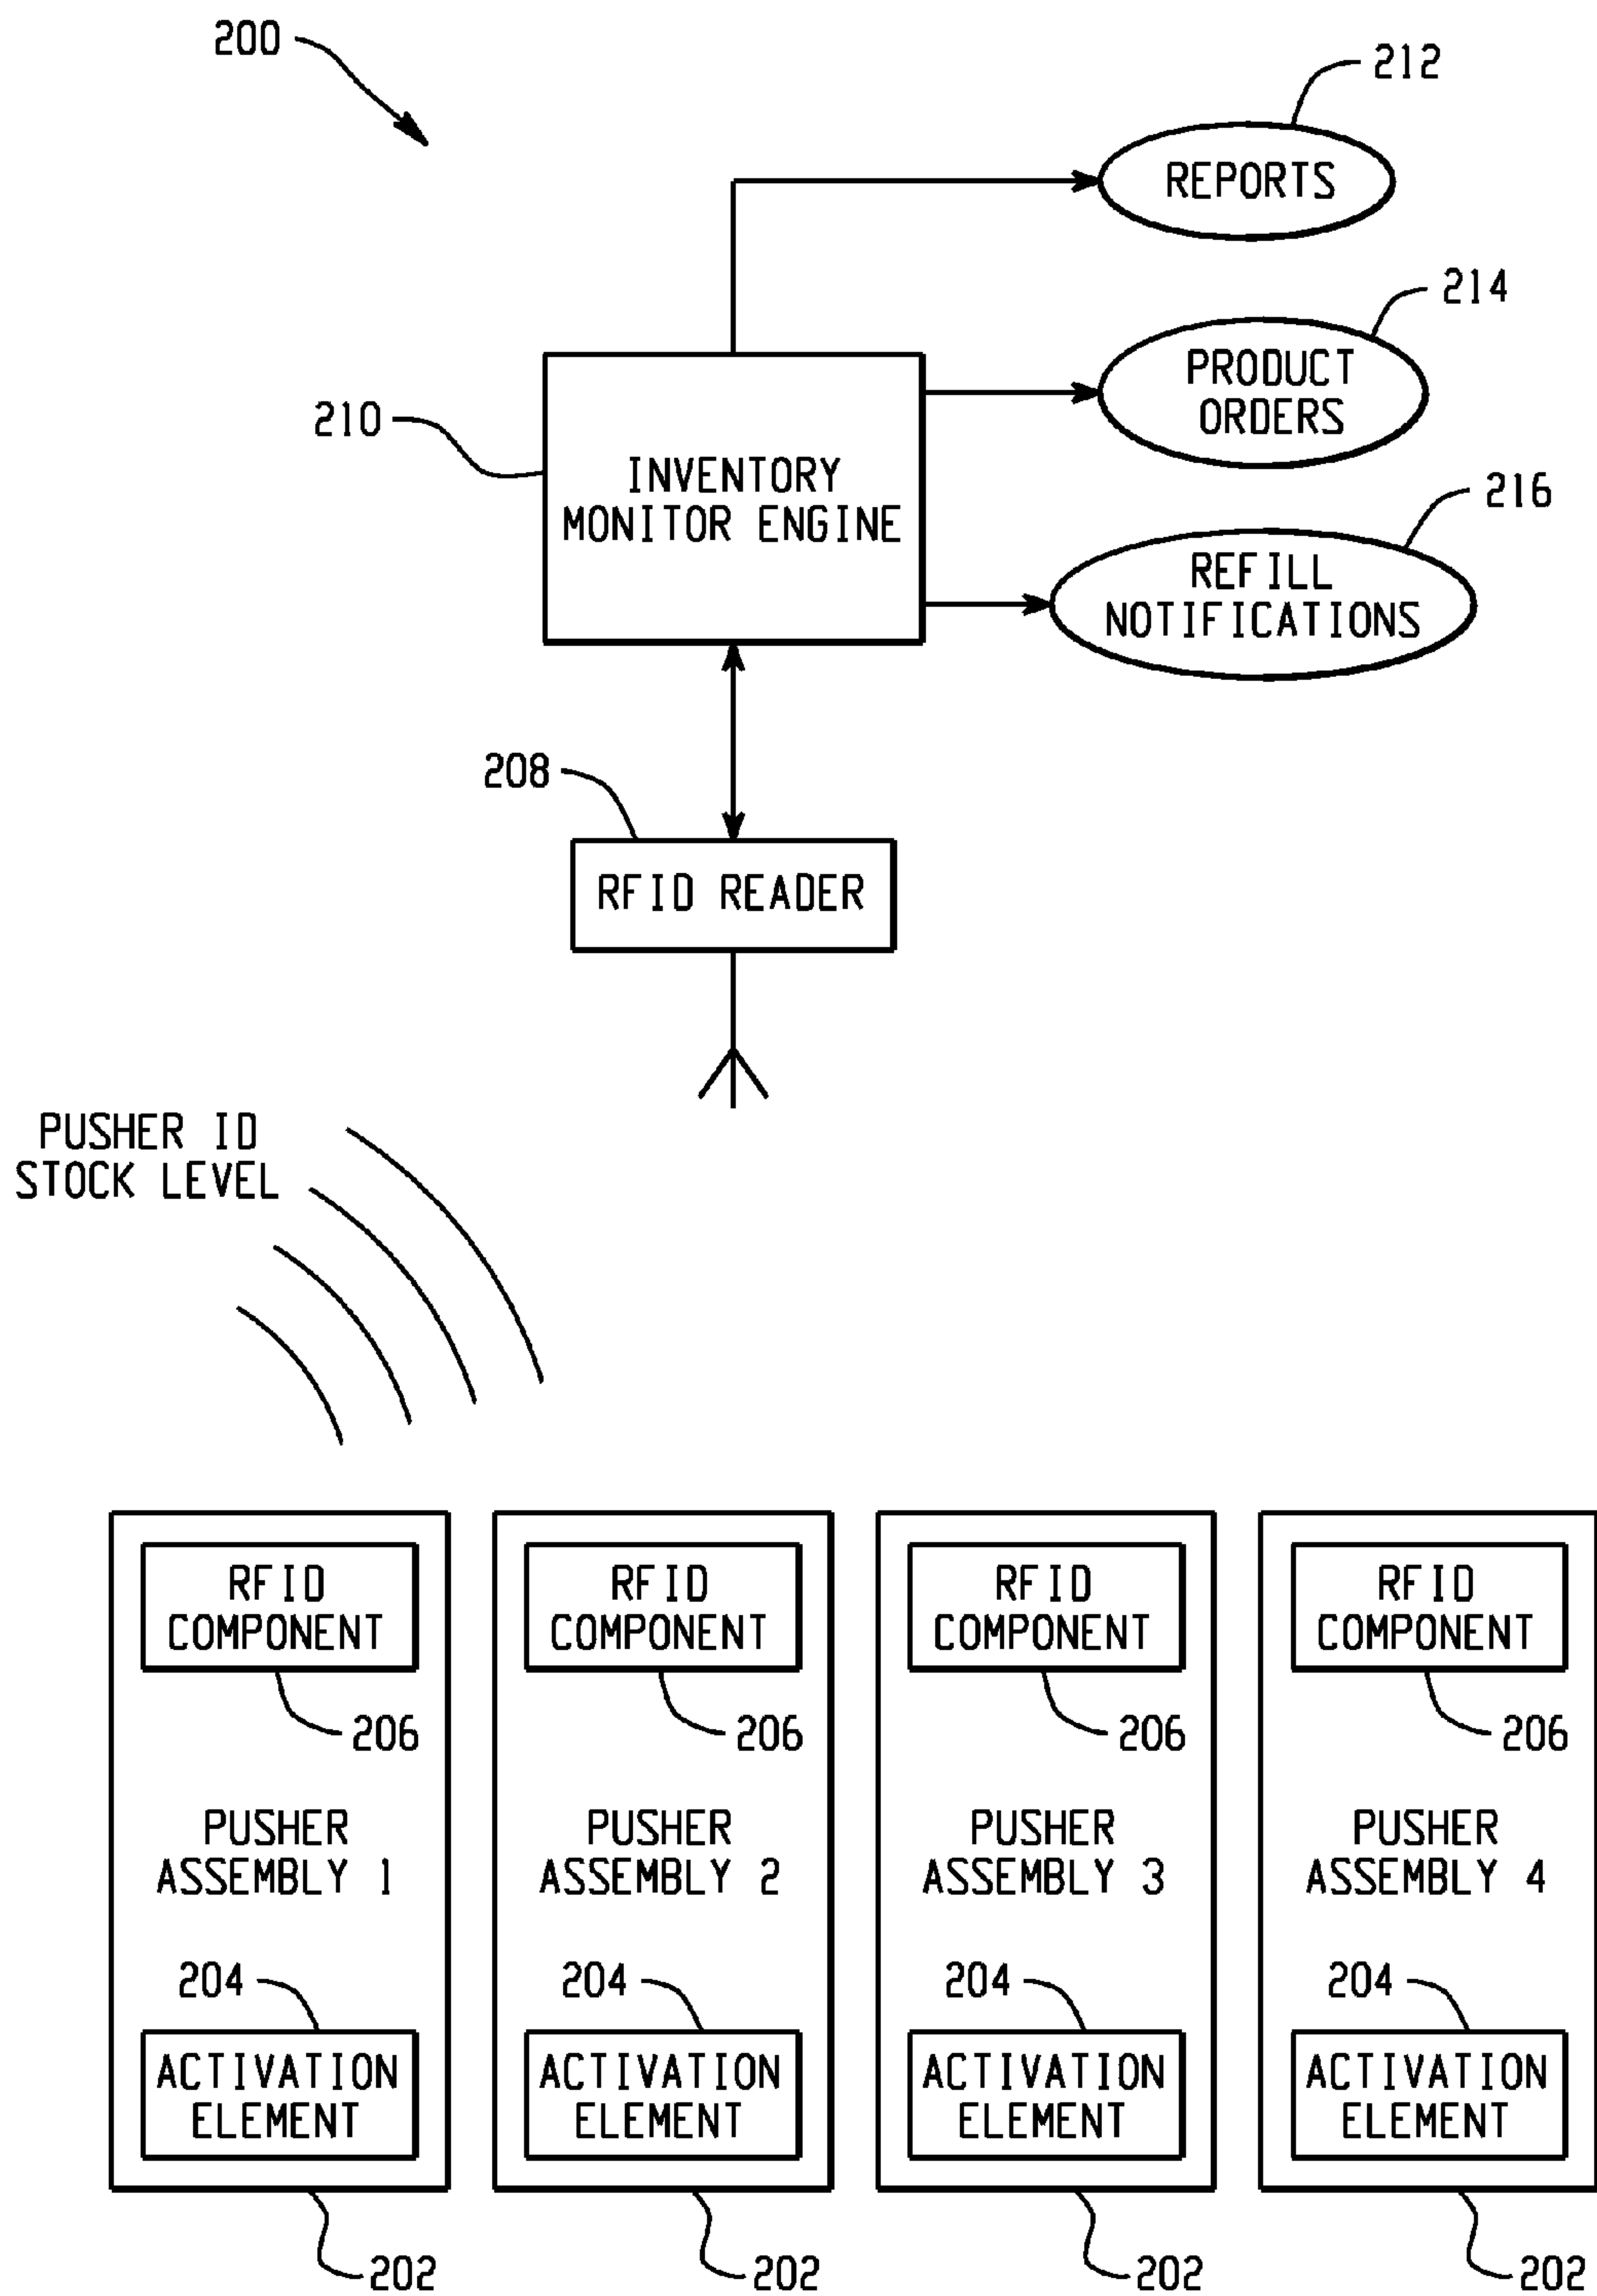 200
212
REPORTS
214
PRODUCT
ORDERS
210
INVENTORY
MONITOR ENGINE
216
REFILL
NOTIFICATIONS
208
RFID READER
PUSHER ID
STOCK LEVEL
RFID
COMPONENT
206
PUSHER
ASSEMBLY 1
204
ACTIVATION
ELEMENT
202
RFID
COMPONENT
206
PUSHER
ASSEMBLY 2
204
ACTIVATION
ELEMENT
202
RFID
COMPONENT
206
PUSHER
ASSEMBLY 3
204
ACTIVATION
ELEMENT
202
RFID
COMPONENT
206
PUSHER
ASSEMBLY 4
204
ACTIVATION
ELEMENT
202